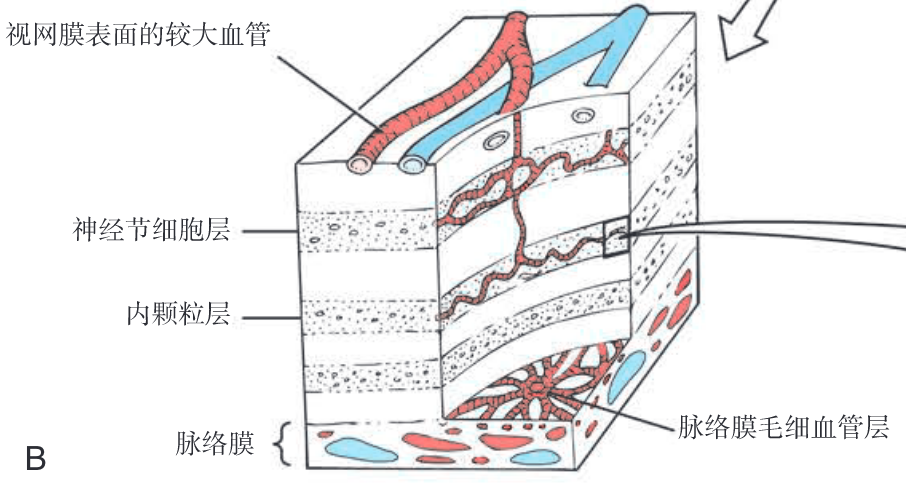 视网膜表面的较大血管
神经节细胞层
内颗粒层
脉络膜毛细血管层
脉络膜
B